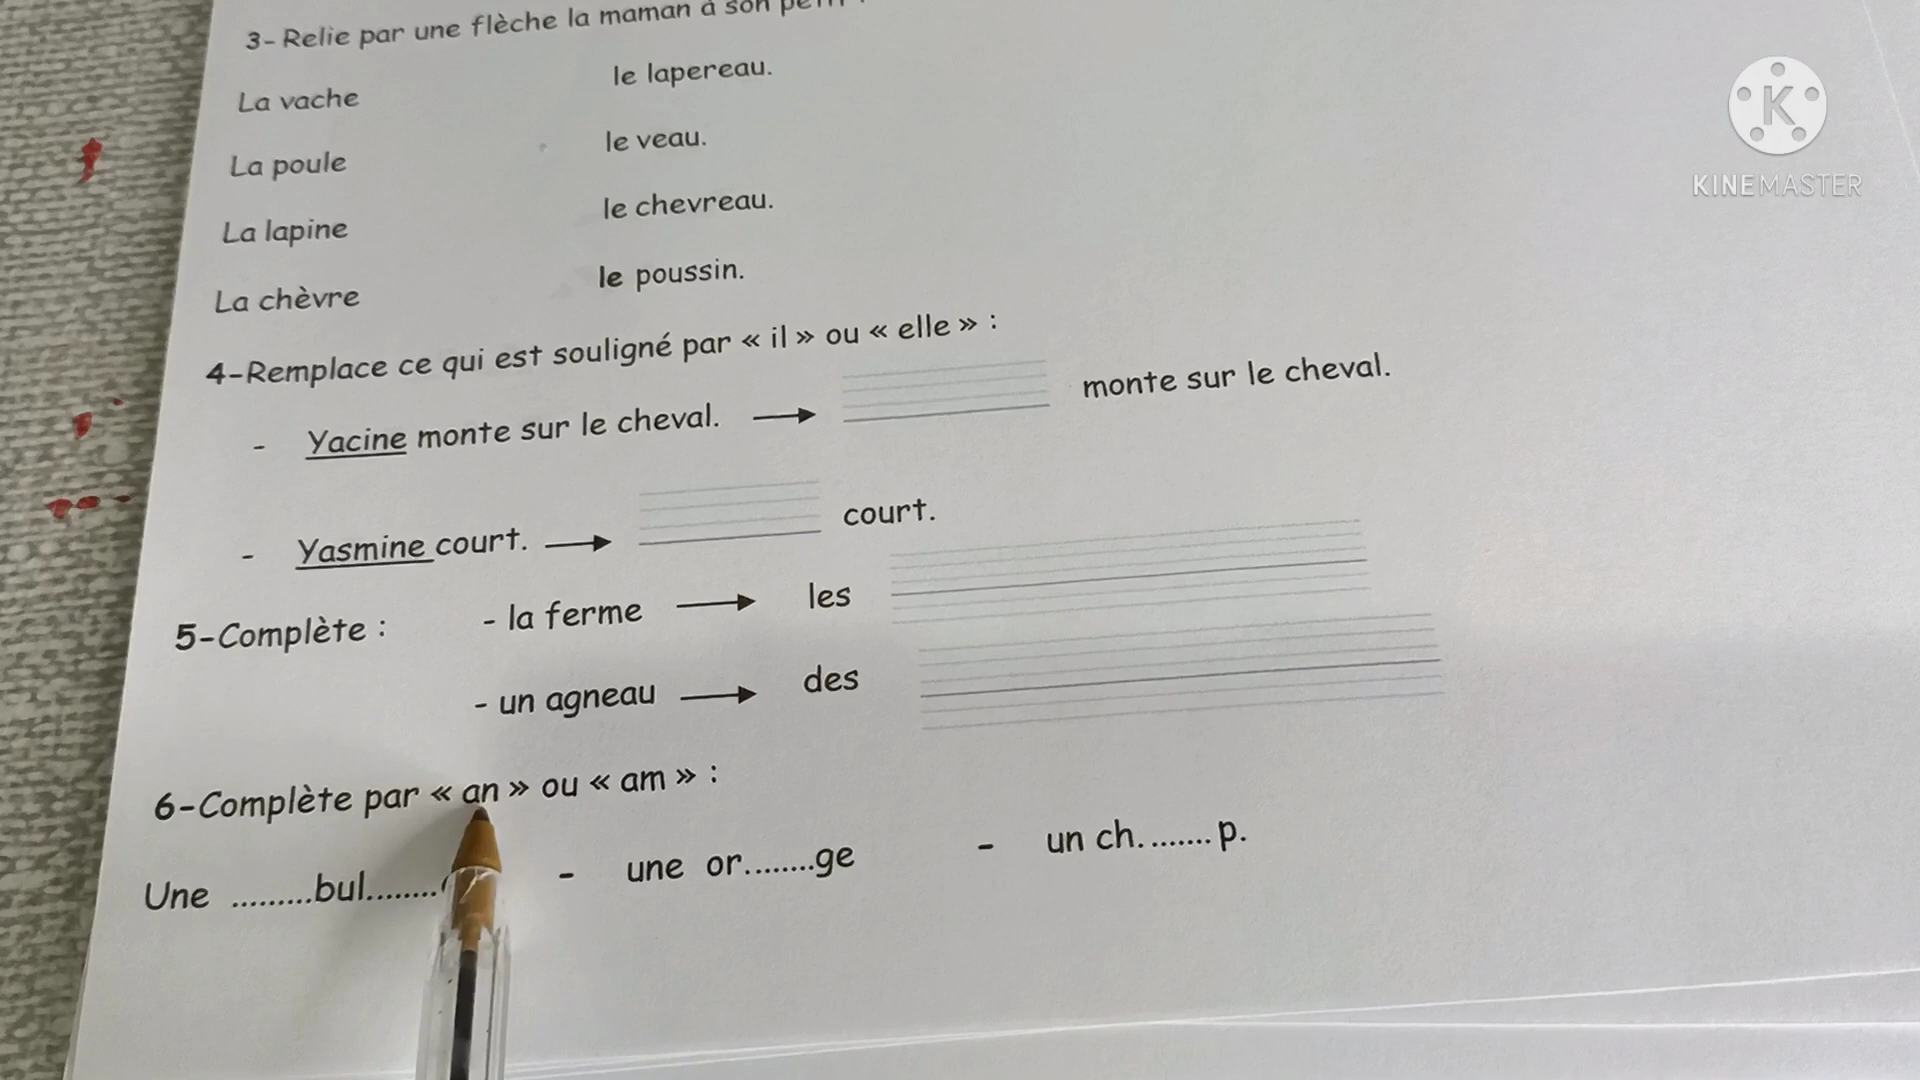 3- Relie par une flèche la maman à son
La vache le lapereau.
La poule le veau.
La lapine le chevreau.
La chèvre le poussin.
4-Remplace ce qui est souligné par « il » ou « elle » :
- Yacine monte sur le cheval. → monte sur le cheval.
- Yasmine court. → court.
5-Complète : - la ferme → les
- un agneau → des
6-Complète par « an » ou « am » :
Une .........bul........ - une or........ge - un ch. ....... p.
K
KINEMASTER